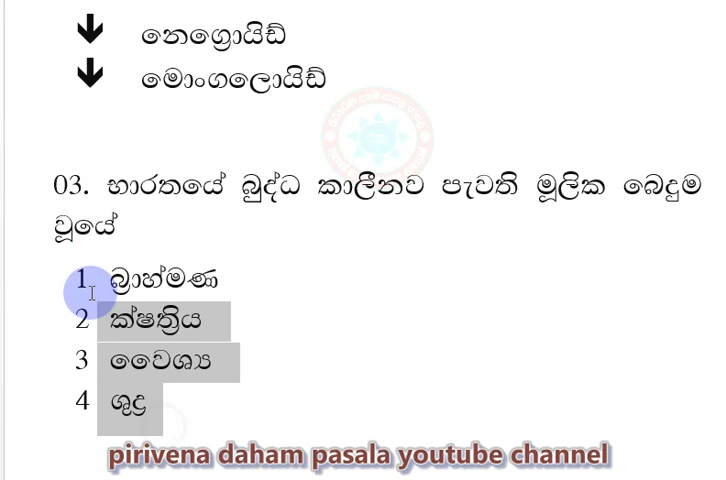 නෙග්‍රොයිඩ්
මොංගලොයිඩ්
03. භාරතයේ බුද්ධ කාලීනව පැවති මූලික බෙදුම
වූයේ
1 බ්‍රාහ්මණ
2 ක්ෂත්‍රිය
3 වෛශ්‍ය
4 ශුද්‍ර
pirivena daham pasala youtube channel